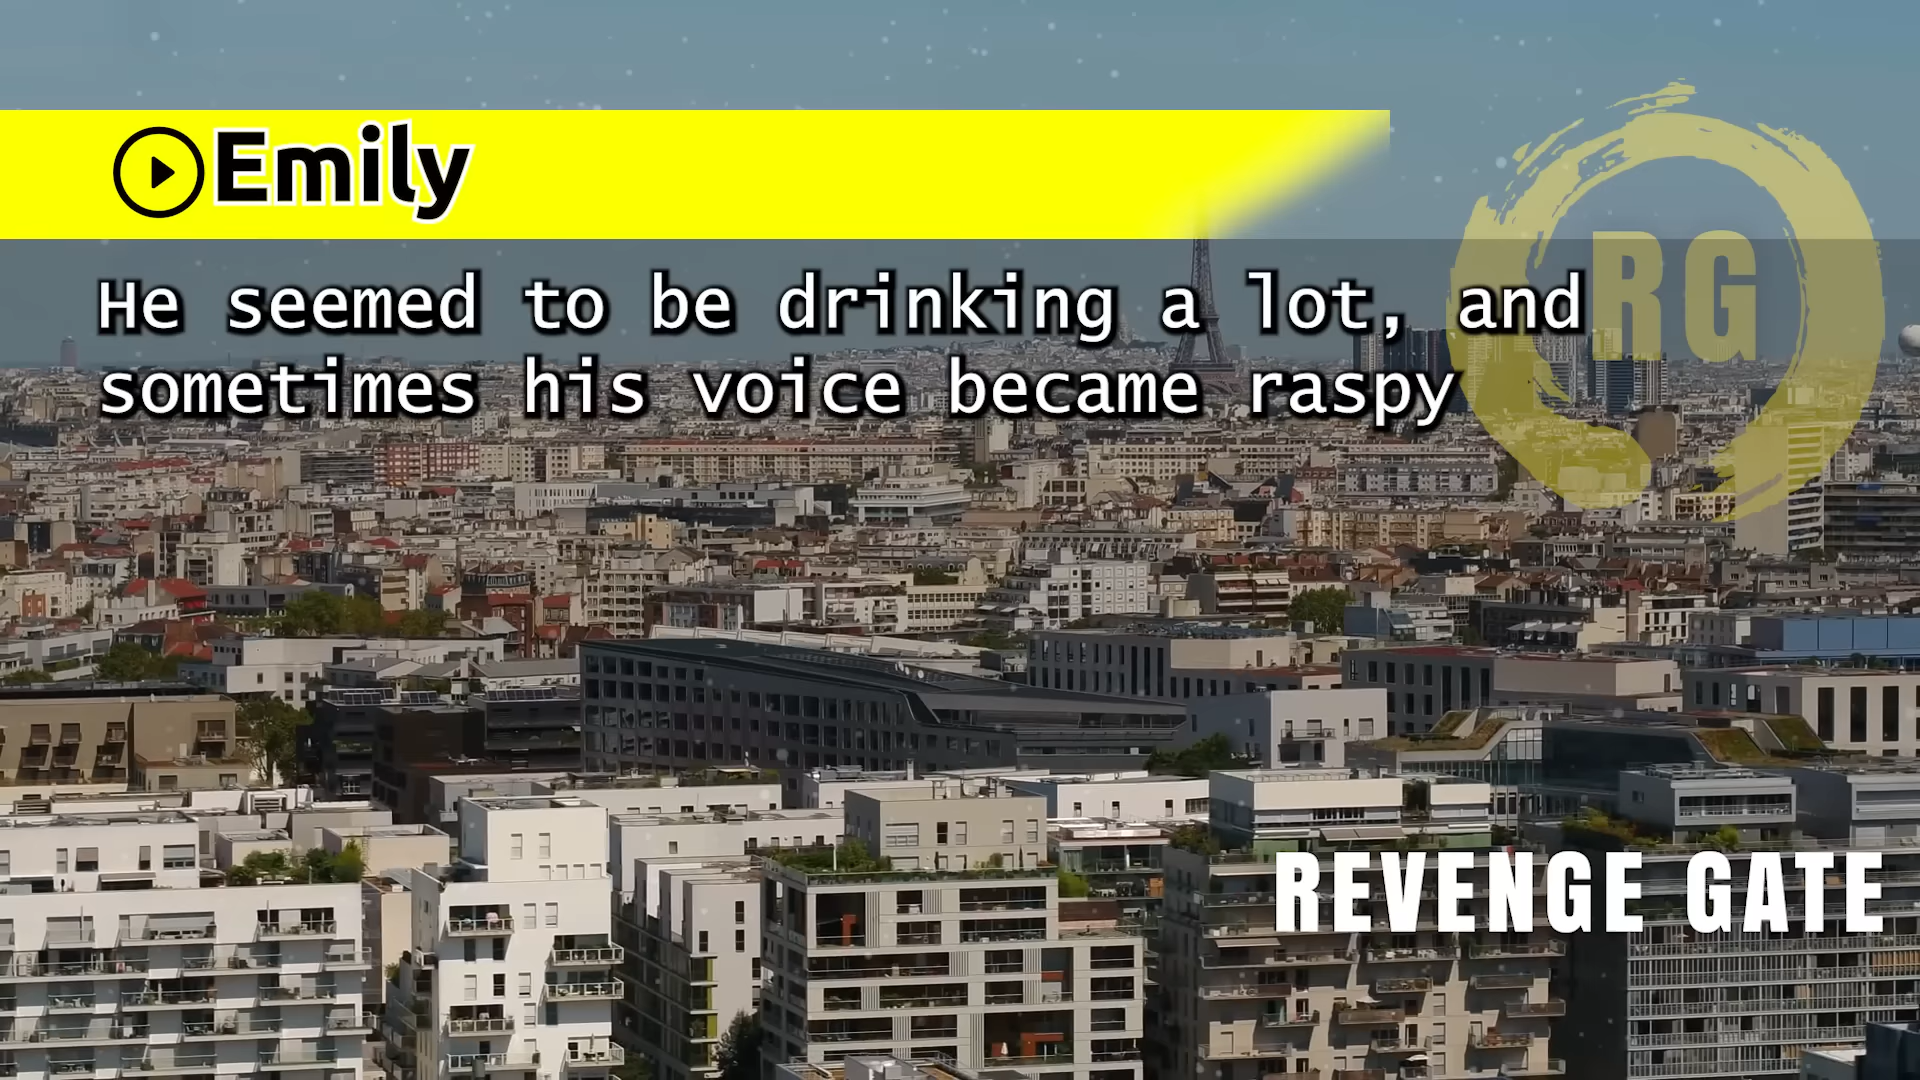 Emily
RG
He seemed to be drinking a lot, and
sometimes his voice became raspy
REVENGE GATE